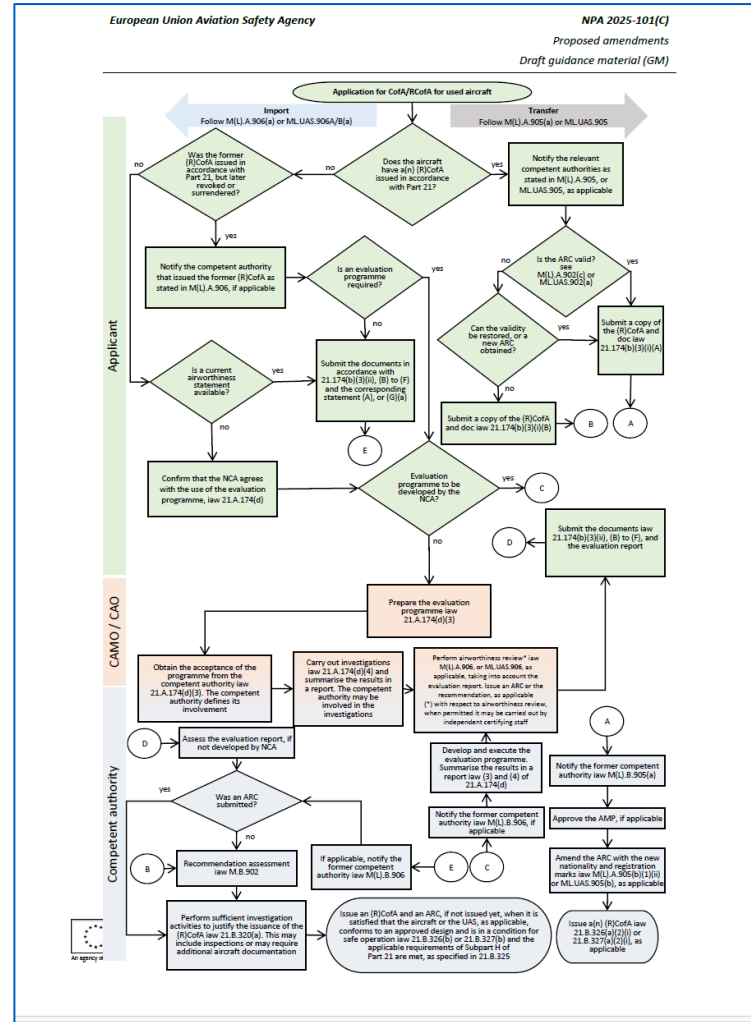 European Union Aviation Safety Agency
NPA 2025-101(C)
Proposed amendments
Draft guidance material (GM)
Application for CofA/RCofA for used aircraft
Import
Follow M(L).A.906(a) or ML.UAS.906A/B(a)
Transfer
Follow M(L).A.905(a) or ML.UAS.905
Applicant
no
Was the former
(R)CofA issued in
accordance with
Part 21, but later
revoked or
surrendered?
no
Does the aircraft
have a(n) (R)CofA
issued in accordance
with Part 21?
yes
Notify the relevant
competent authorities as
stated in M(L).A.905, or
ML.UAS.905, as applicable
yes
Notify the competent authority
that issued the former (R)CofA as
stated in M(L).A.906, if applicable
Is an evaluation
programme
required?
yes
no
no
Is the ARC valid?
see
M(L).A.902(c) or
ML.UAS.902(a)
yes
Can the validity
be restored, or a
new ARC
obtained?
yes
Submit a copy of
the (R)CofA and
doc iaw
21.174(b)(3)(i)(A)
no
Is a current
airworthiness
statement
available?
yes
Submit the documents in
accordance with
21.174(b)(3)(ii), (B) to (F)
and the corresponding
statement (A), or (G)(a)
Submit a copy of the (R)CofA
and doc iaw 21.174(b)(3)(i)(B)
B
A
no
E
Confirm that the NCA agrees
with the use of the evaluation
programme, iaw 21.A.174(d)
Evaluation
programme to be
developed by the
NCA?
yes
C
no
D
Submit the documents iaw
21.174(b)(3)(ii), (B) to (F), and
the evaluation report
CAMO / CAO
Prepare the evaluation
programme iaw
21.A.174(d)(3)
Obtain the acceptance of the
programme from the
competent authority iaw
21.A.174(d)(3). The competent
authority defines its
involvement
Carry out investigations
iaw 21.A.174(d)(4) and
summarise the results in
a report. The competent
authority may be
involved in the
investigations
Perform airworthiness review* iaw
M(L).A.906, or ML.UAS.906, as
applicable, taking into account
the evaluation report. Issue an ARC or the
recommendation, as applicable
(*) with respect to airworthiness review,
when permitted it may be carried out by
independent certifying staff
Competent authority
D
Assess the evaluation report, if
not developed by NCA
yes
Was an ARC
submitted?
no
Develop and execute the
evaluation programme.
Summarise the results in a
report iaw (3) and (4) of
21.A.174(d)
Notify the former competent
authority iaw M(L).B.906, if
applicable
A
Notify the former competent
authority iaw M(L).B.905(a)
Approve the AMP, if applicable
B
Recommendation assessment
iaw M.B.902
If applicable, notify the
former competent
authority iaw M(L).B.906
E
C
Amend the ARC with the new
nationality and registration
marks iaw M(L).A.905(b)(1)(ii)
or ML.UAS.905(b), as applicable
Perform sufficient investigation
activities to justify the issuance of the
(R)CofA iaw 21.B.320(a). This may
include inspections or may require
additional aircraft documentation
Issue an (R)CofA and an ARC, if not issued yet, when it is
satisfied that the aircraft or the UAS, as applicable,
conforms to an approved design and is in a condition for
safe operation iaw 21.B.326(b) or 21.B.327(b) and the
applicable requirements of Subpart H of
Part 21 are met, as specified in 21.B.325
Issue a(n) (R)CofA iaw
21.B.326(a)(2)(i) or
21.B.327(a)(2)(i), as
applicable
An agency of